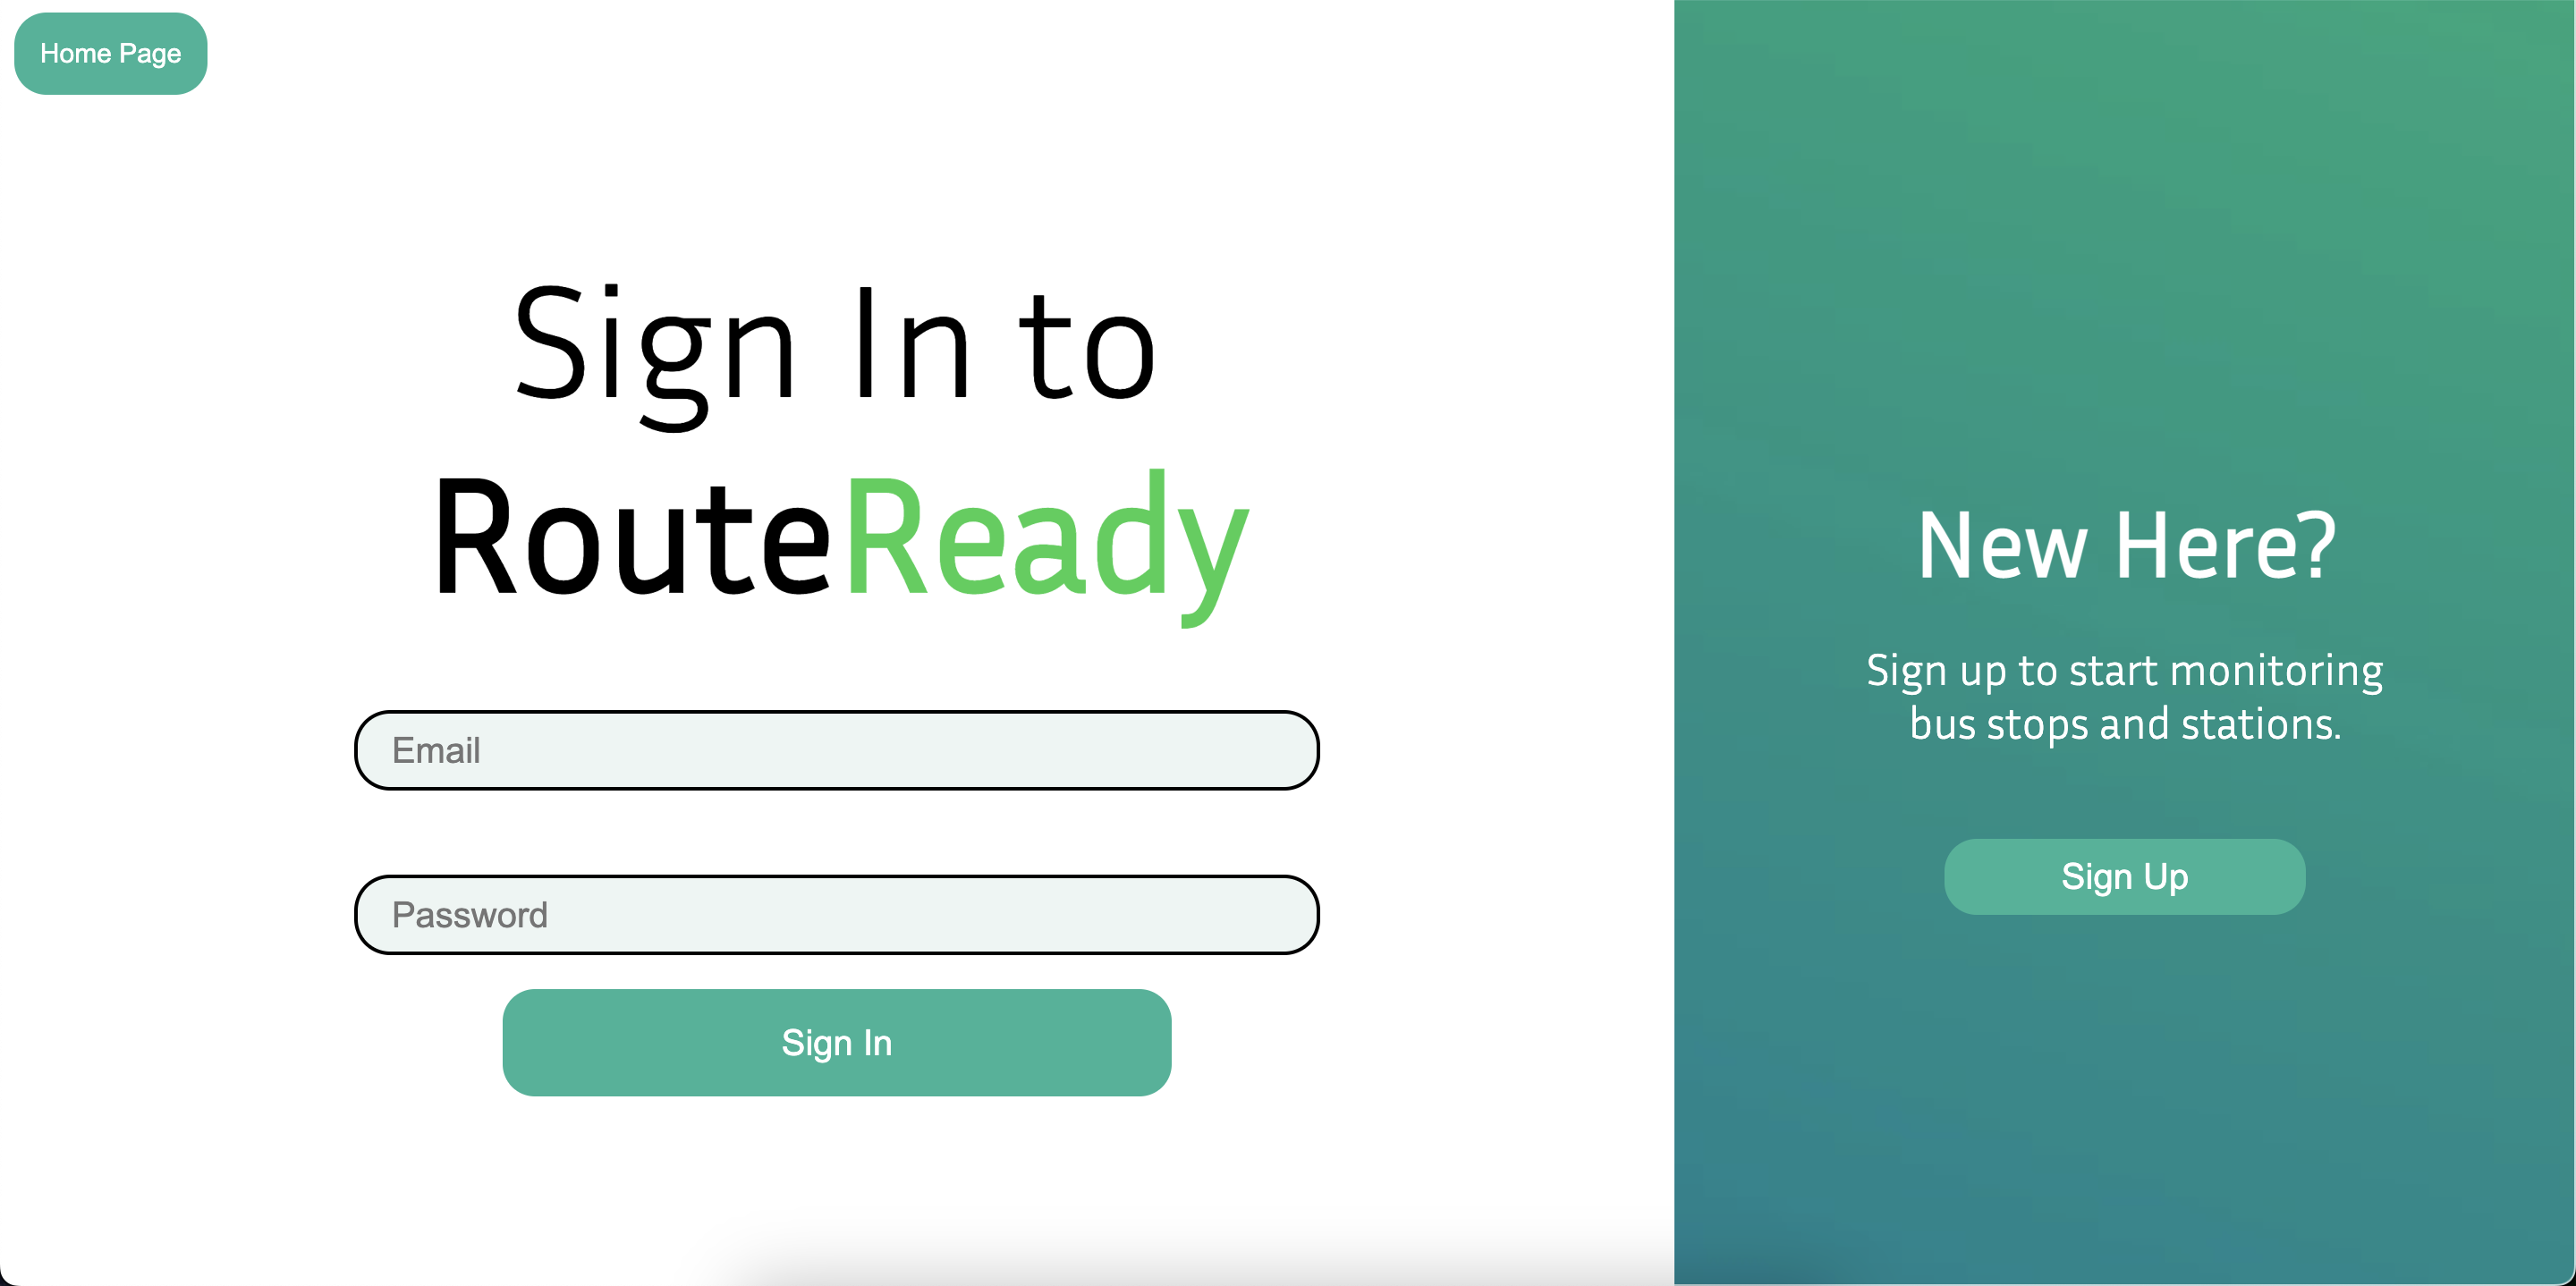 Home Page
Sign In to
RouteReady
Email
Password
Sign In
New Here?
Sign up to start monitoring
bus stops and stations.
Sign Up